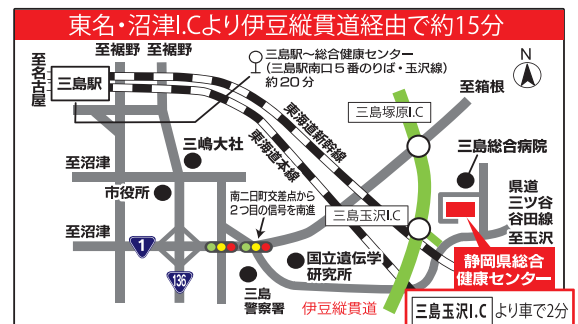 東名・沼津I.Cより伊豆縦貫道経由で約15分
至裾野
至裾野
三島駅〜総合健康センター
(三島駅南口5番のりば・玉沢線)
約20分
N
至名古屋
三島駅
東海道新幹線
東海道本線
三島塚原I.C
至箱根
三嶋大社
三島総合病院
至沼津
市役所
南二日町交差点から
2つ目の信号を南進
三島玉沢I.C
県道
三ツ谷
谷田線
至玉沢
至沼津
1
136
国立遺伝学
研究所
三島
警察署
伊豆縦貫道
静岡県総合
健康センター
三島玉沢I.Cより車で2分